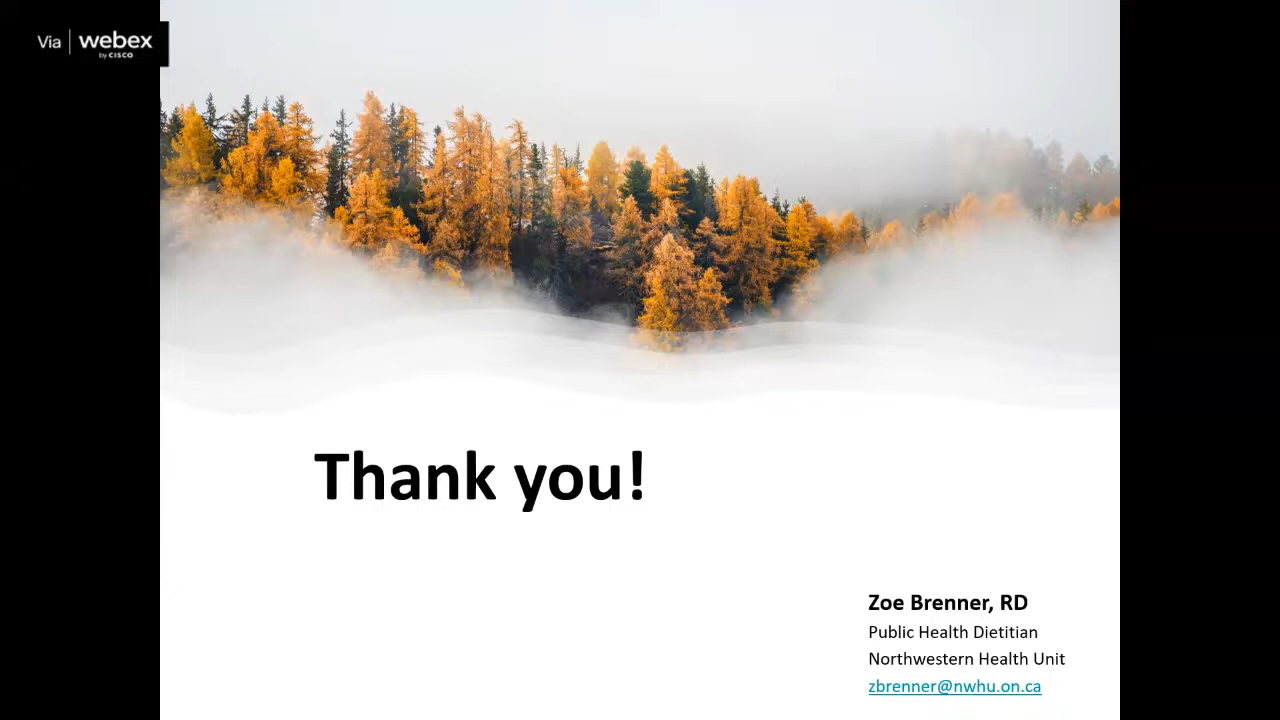 Via | webex
by CISCO
Thank you!
Zoe Brenner, RD
Public Health Dietitian
Northwestern Health Unit
zbrenner@nwhu.on.ca